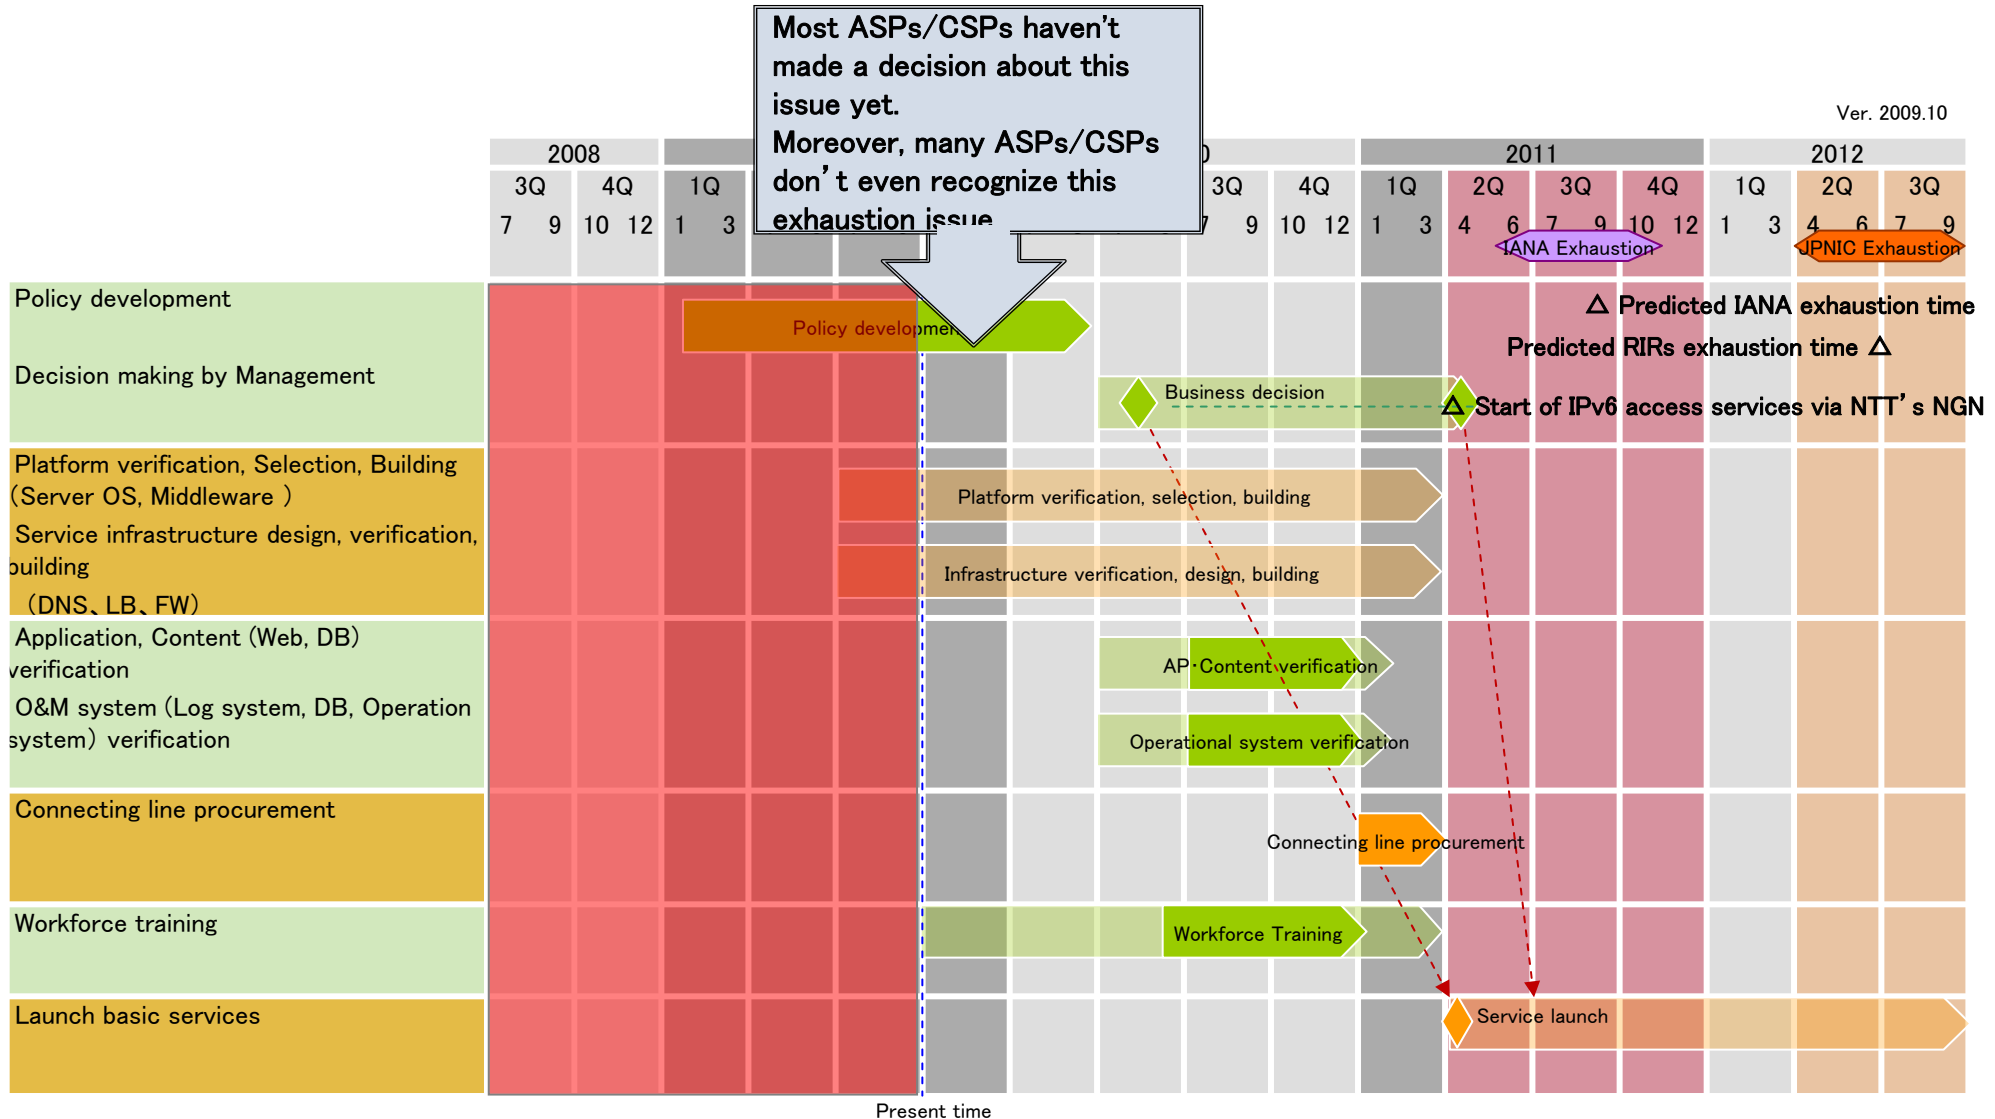 Most ASPs/CSPs haven't
made a decision about this
issue yet.
Moreover, many ASPs/CSPs
don't even recognize this
exhaustion issue
Ver. 2009.10
2008 0 2011 2012
3Q 4Q 1Q 3Q 4Q 1Q 2Q 3Q 4Q 1Q 2Q 3Q
7 9 10 12 1 3 7 9 10 12 1 3 4 6 7 9 10 12 1 3 4 6 7 9
IANA Exhaustion
JPNIC Exhaustion
Policy development
Policy development
△ Predicted IANA exhaustion time
Predicted RIRs exhaustion time △
Decision making by Management
Business decision
△ Start of IPv6 access services via NTT's NGN
Platform verification, Selection, Building
(Server OS, Middleware )
Platform verification, selection, building
Service infrastructure design, verification,
building
(DNS、LB、FW)
Infrastructure verification, design, building
Application, Content (Web, DB)
verification
AP・Content verification
O&M system (Log system, DB, Operation
system) verification
Operational system verification
Connecting line procurement
Connecting line procurement
Workforce training
Workforce Training
Launch basic services
Service launch
Present time